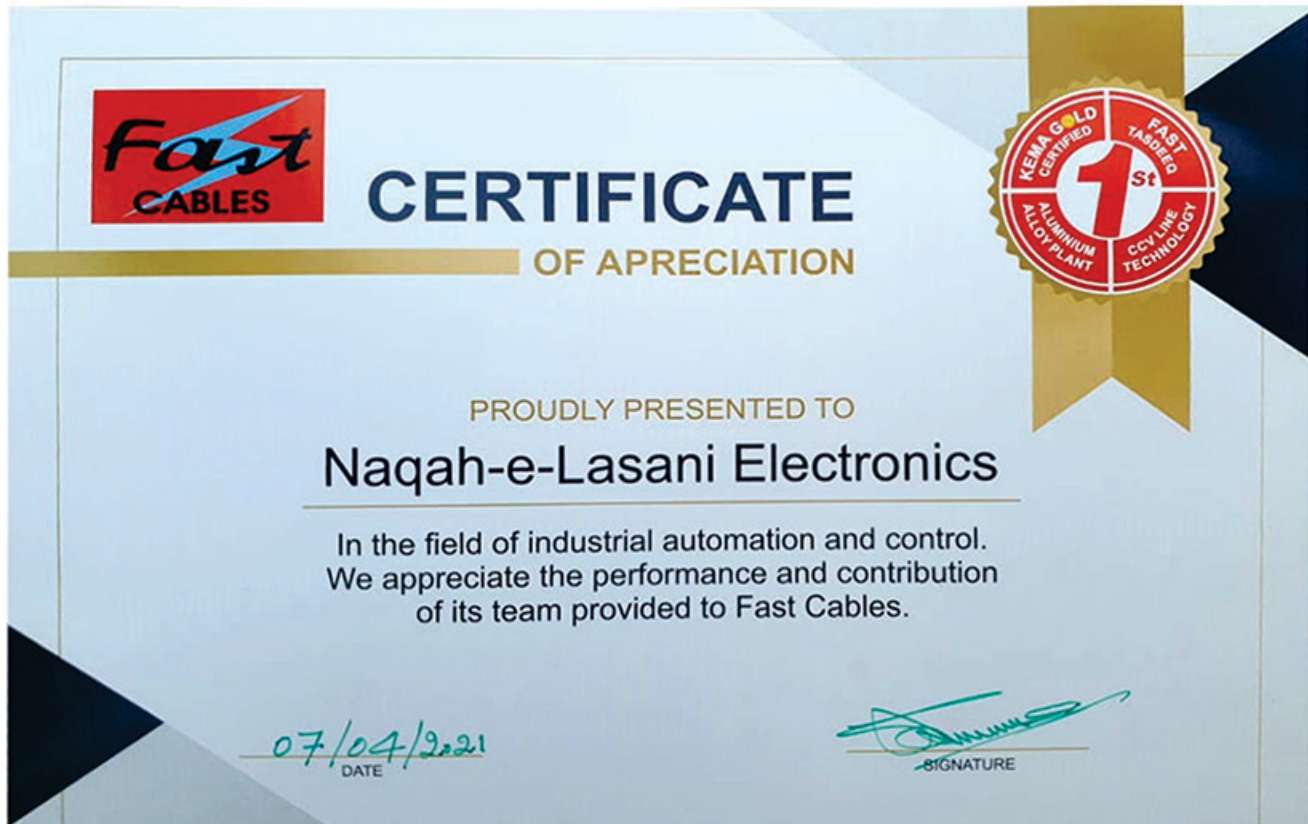 Fast
CABLES
CERTIFICATE
OF APRECIATION
KEMA GOLD
CERTIFIED
FAST
TASDEEQ
1st
ALUMINIUM
ALLOY PLANT
CCV LINE
TECHNOLOGY
PROUDLY PRESENTED TO
Naqah-e-Lasani Electronics
In the field of industrial automation and control.
We appreciate the performance and contribution
of its team provided to Fast Cables.
07/04/2021
DATE
SIGNATURE